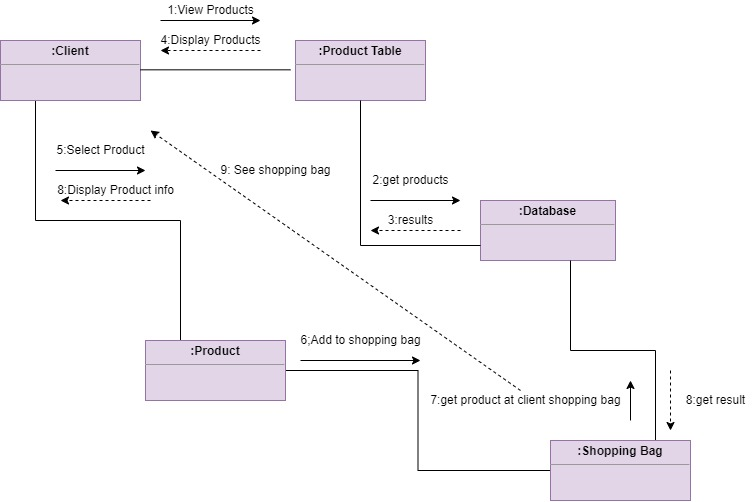 1:View Products
4:Display Products
:Client
:Product Table
5:Select Product
9: See shopping bag
2:get products
8:Display Product info
:Database
3:results
6;Add to shopping bag
:Product
7:get product at client shopping bag
8:get result
:Shopping Bag